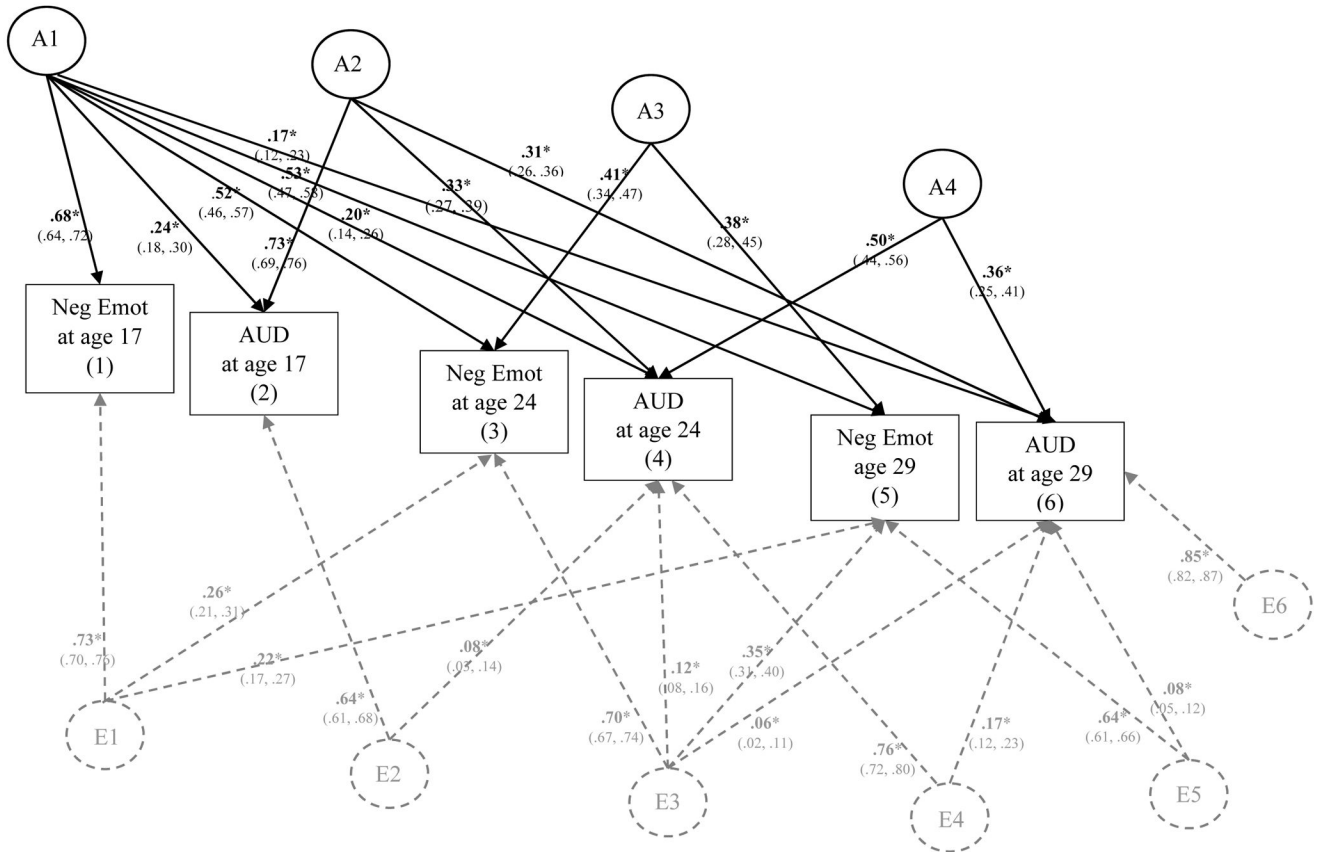 A1
A2
A3
A4
.17*
(.12, .23)
.31*
(.26, .36)
.53*
(.47, .58)
.52*
(.46, .57)
.33*
(.27, .39)
.41*
(.34, .47)
.68*
(.64, .72)
.24*
(.18, .30)
.73*
(.69, .76)
.20*
(.14, .26)
.38*
(.28, .45)
.50*
(.44, .56)
.36*
(.25, .41)
Neg Emot
at age 17
(1)
AUD
at age 17
(2)
Neg Emot
at age 24
(3)
AUD
at age 24
(4)
Neg Emot
age 29
(5)
AUD
at age 29
(6)
.85*
(.82, .87)
E6
.26*
(.21, .31)
.73*
(.70, .76)
.22*
(.17, .27)
.08*
(.03, .14)
.64*
(.61, .68)
.12*
(.08, .16)
.35*
(.31, .40)
.70*
(.67, .74)
.06*
(.02, .11)
.76*
(.72, .80)
.17*
(.12, .23)
.64*
(.61, .66)
.08*
(.05, .12)
E1
E2
E3
E4
E5